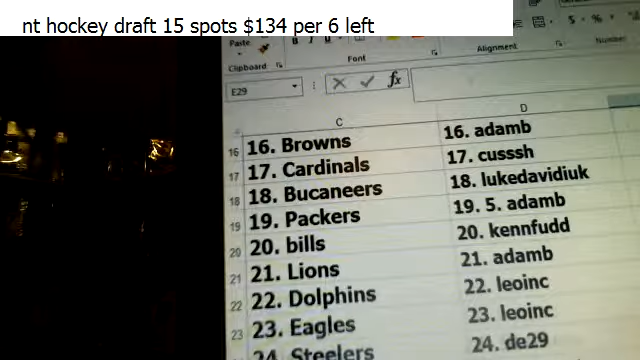 nt hockey draft 15 spots $134 per 6 left
Paste
B I U
$ %
Clipboard
Font
Alignment
Number
E29
fx
C D
16 16. Browns 16. adamb
17 17. Cardinals 17. cusssh
18 18. Bucaneers 18. lukedavidiuk
19 19. Packers 19. 5. adamb
20 20. bills 20. kennfudd
21 21. Lions 21. adamb
22 22. Dolphins 22. leoinc
23 23. Eagles 23. leoinc
24. Steelers 24. de29